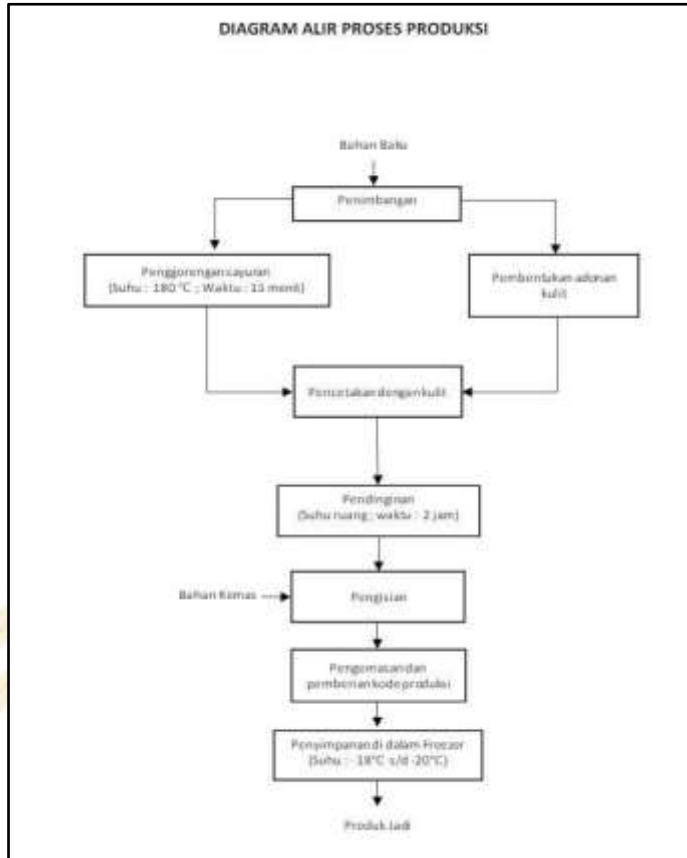 DIAGRAM ALIR PROSES PRODUKSI
Bahan Baku
Penimbangan
Penggorengan sayuran
(Suhu : 180 °C ; Waktu : 15 menit)
Pembentukan adonan
kulit
Pencetakan dengan kulit
Pendinginan
(Suhu ruang ; waktu : 2 jam)
Bahan Kemas
Pengisian
Pengemasan dan
pemberian kode produksi
Penyimpanan di dalam Freezer
(Suhu : - 18°C s/d -20°C)
Produk Jadi